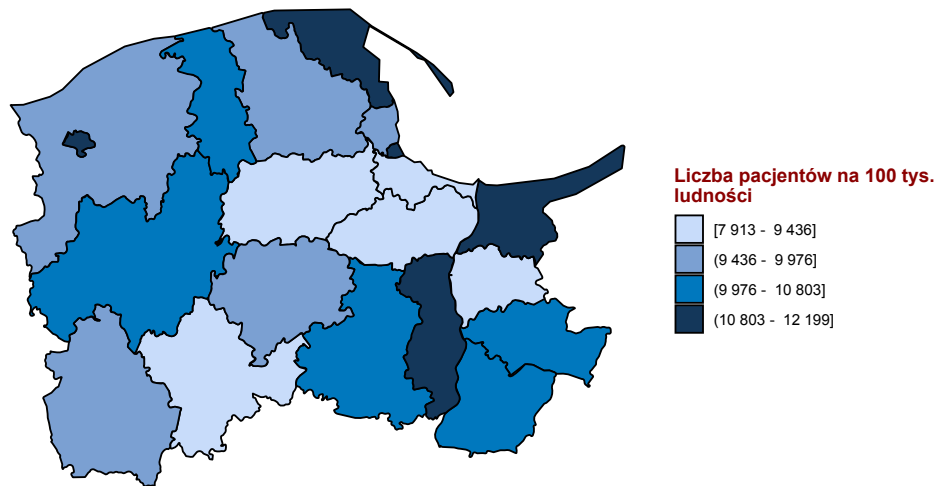 Liczba pacjentów na 100 tys.
ludności
[7 913 - 9 436]
(9 436 - 9 976]
(9 976 - 10 803]
(10 803 - 12 199]